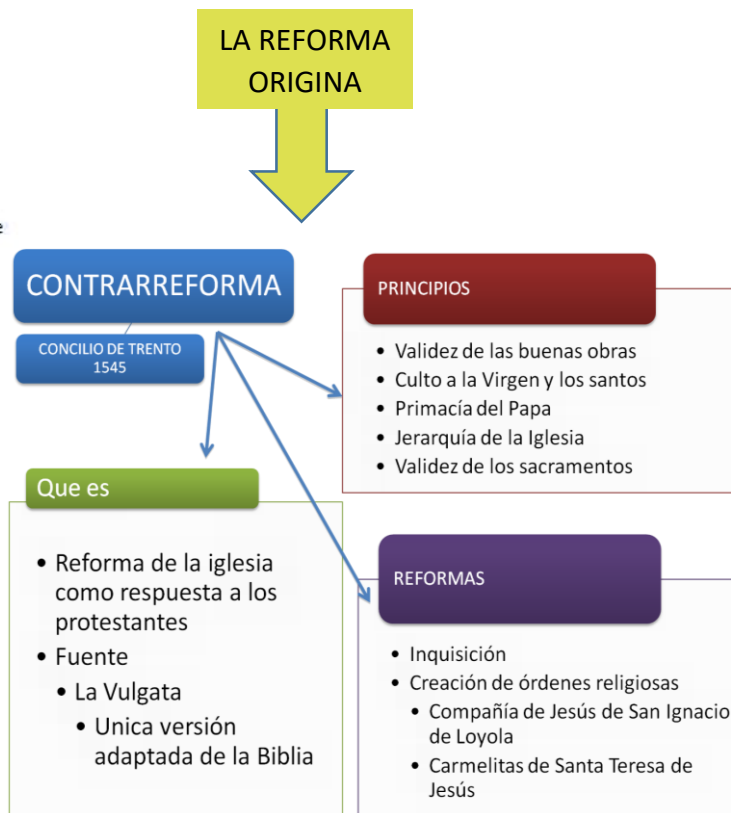 LA REFORMA
ORIGINA
e
CONTRARREFORMA
CONCILIO DE TRENTO
1545
PRINCIPIOS
• Validez de las buenas obras
• Culto a la Virgen y los santos
• Primacía del Papa
• Jerarquía de la Iglesia
• Validez de los sacramentos
Que es
• Reforma de la iglesia
como respuesta a los
protestantes
• Fuente
• La Vulgata
• Unica versión
adaptada de la Biblia
REFORMAS
• Inquisición
• Creación de órdenes religiosas
• Compañía de Jesús de San Ignacio
de Loyola
• Carmelitas de Santa Teresa de
Jesús